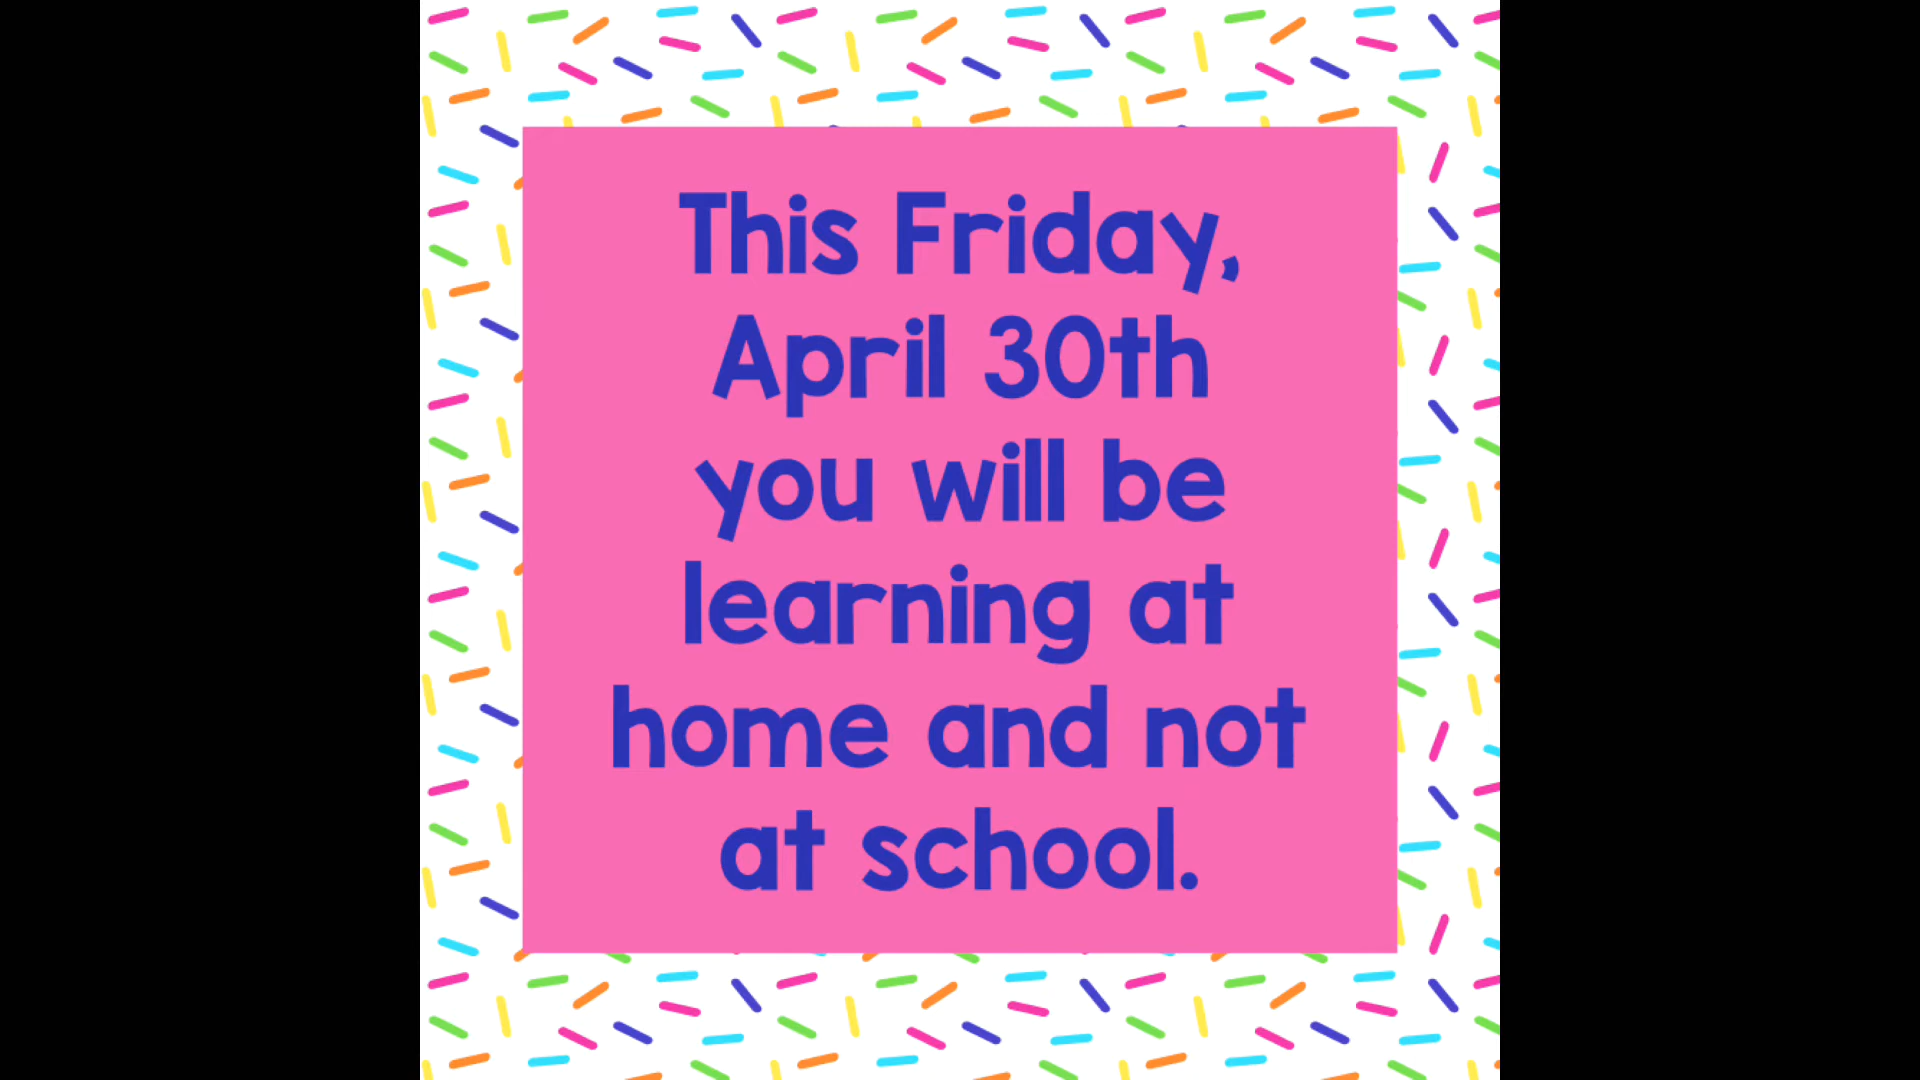 This Friday,
April 30th
you will be
learning at
home and not
at school.